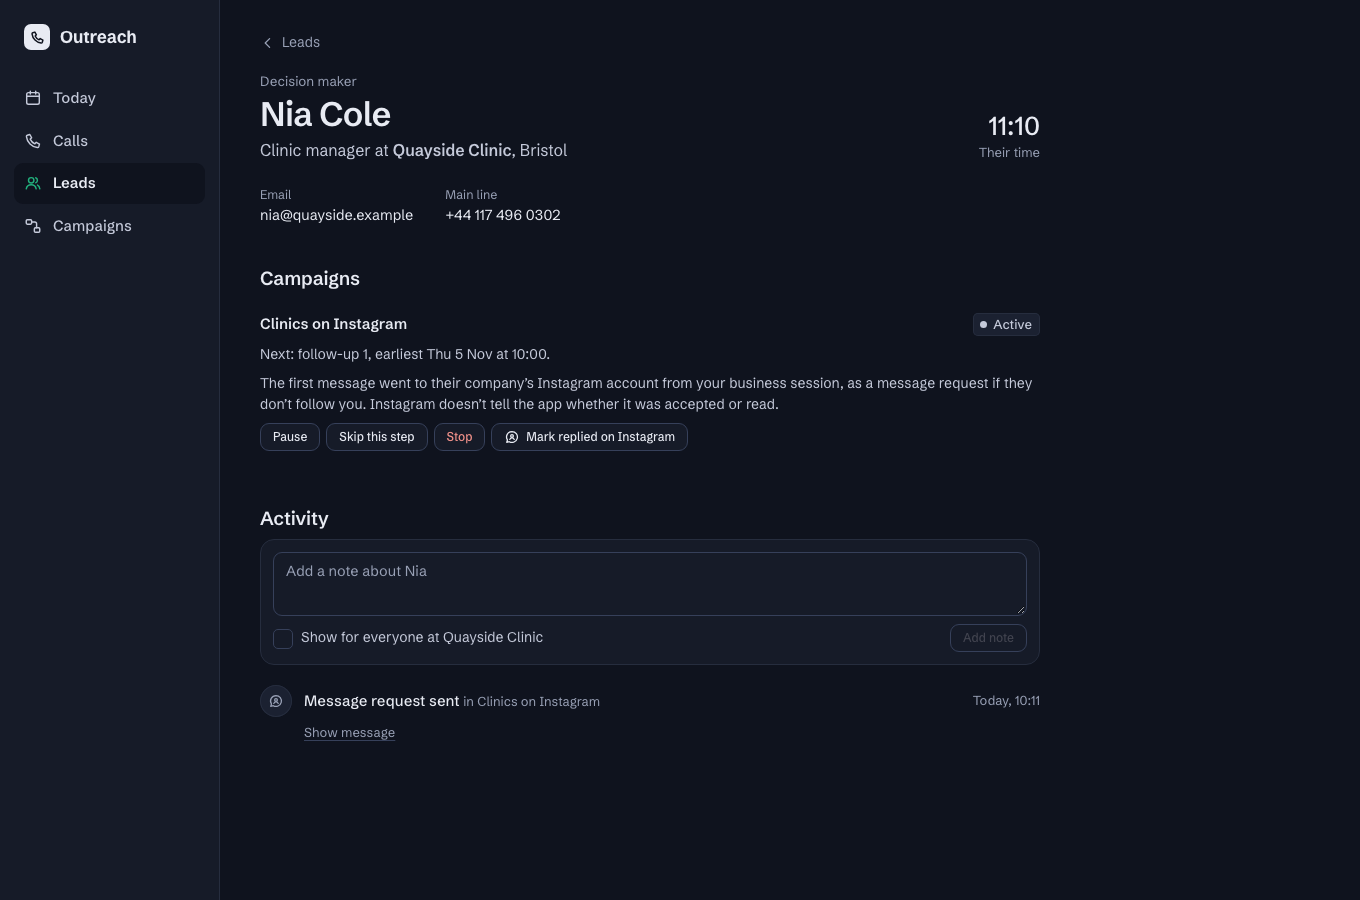 Outreach
Today
Calls
Leads
Campaigns
Leads
Decision maker
Nia Cole
Clinic manager at Quayside Clinic, Bristol
11:10
Their time
Email
nia@quayside.example
Main line
+44 117 496 0302
Campaigns
Clinics on Instagram
Active
Next: follow-up 1, earliest Thu 5 Nov at 10:00.
The first message went to their company’s Instagram account from your business session, as a message request if they
don’t follow you. Instagram doesn’t tell the app whether it was accepted or read.
Pause
Skip this step
Stop
Mark replied on Instagram
Activity
Add a note about Nia
Show for everyone at Quayside Clinic
Add note
Message request sent in Clinics on Instagram
Today, 10:11
Show message